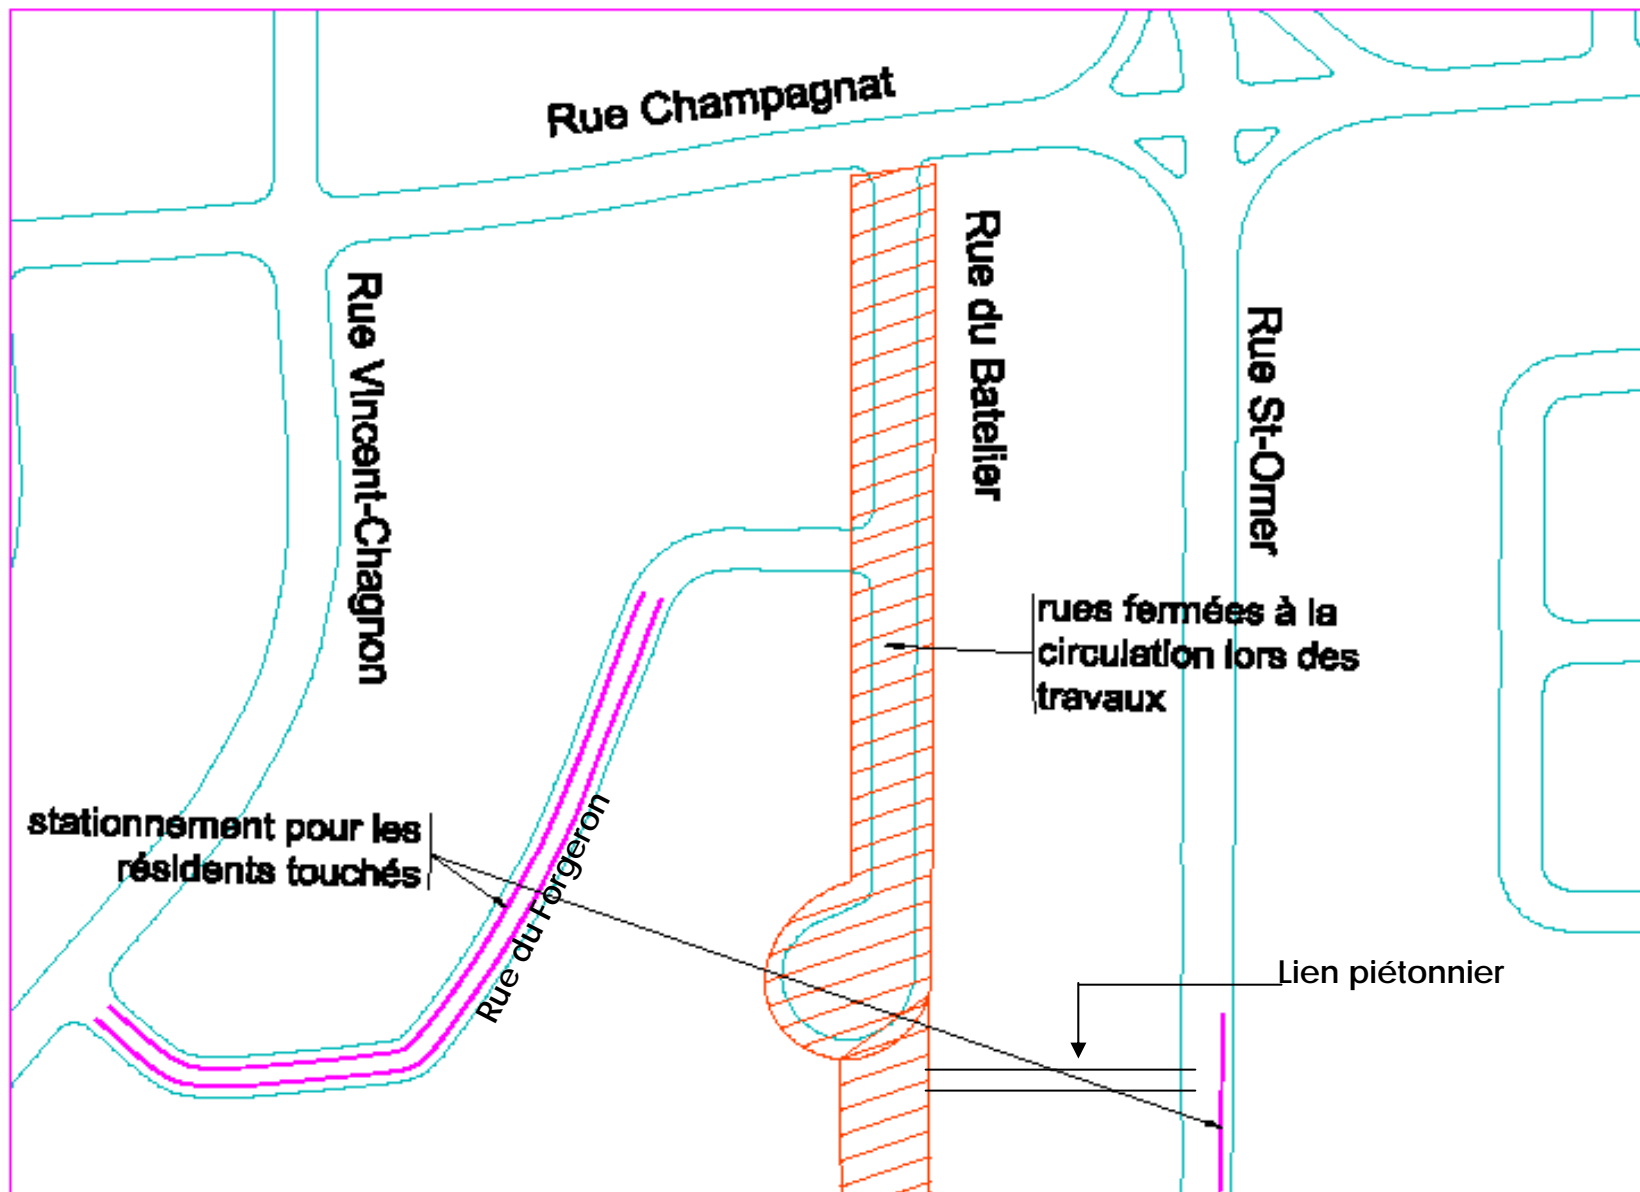 Rue Champagnat
Rue du Batelier
Rue Vincent-Chagnon
Rue St-Omer
rues fermées à la
circulation lors des
travaux
stationnement pour les
résidents touchés
Rue du Forgeron
Lien piétonnier